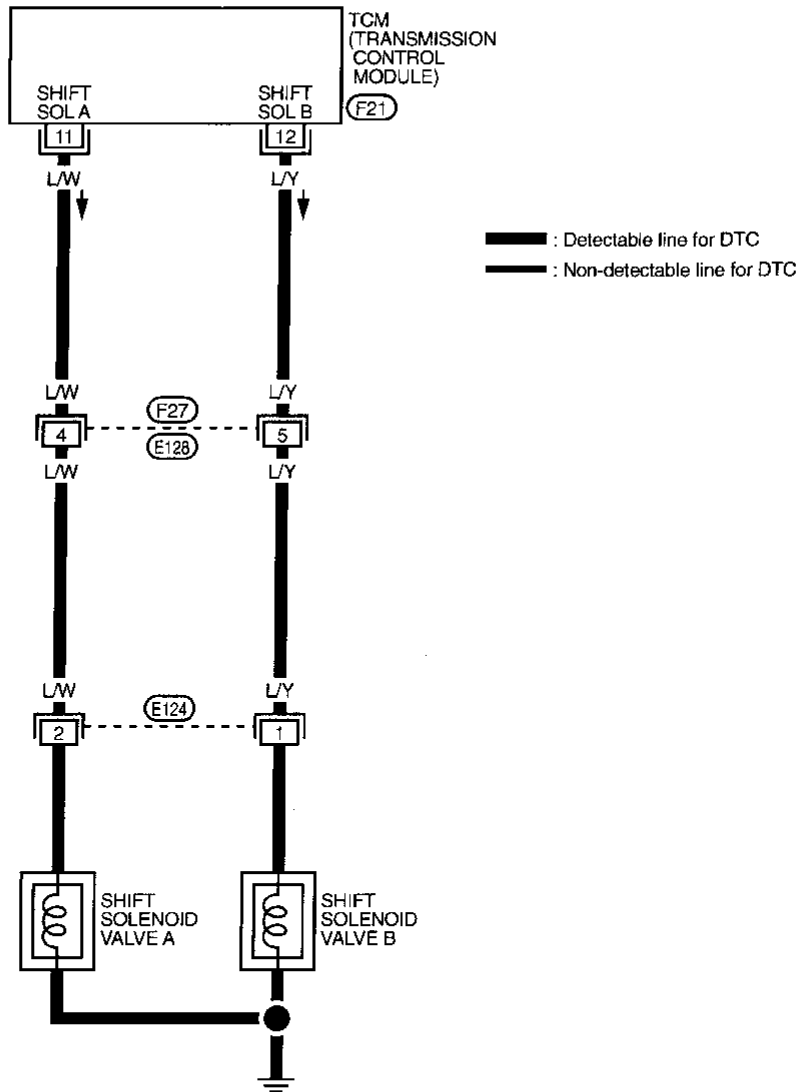 TCM
(TRANSMISSION
CONTROL
MODULE)
F21
SHIFT
SOL A
SHIFT
SOL B
11
12
L/W
L/Y
: Detectable line for DTC
: Non-detectable line for DTC
L/W
L/Y
F27
4
5
E128
L/W
L/Y
L/W
L/Y
E124
2
1
SHIFT
SOLENOID
VALVE A
SHIFT
SOLENOID
VALVE B